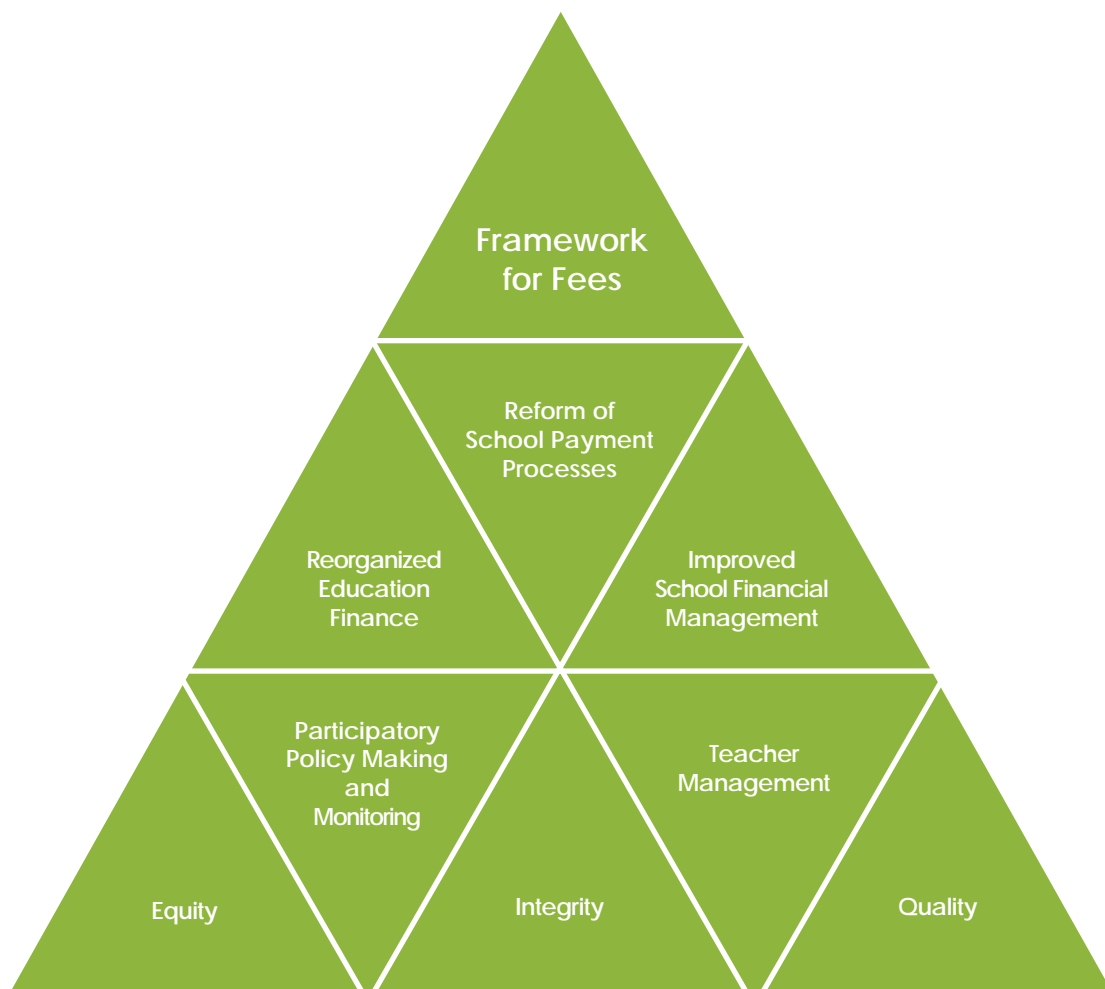 Framework
for Fees
Reform of
School Payment
Processes
Reorganized
Education
Finance
Improved
School Financial
Management
Participatory
Policy Making
and
Monitoring
Teacher
Management
Equity
Integrity
Quality